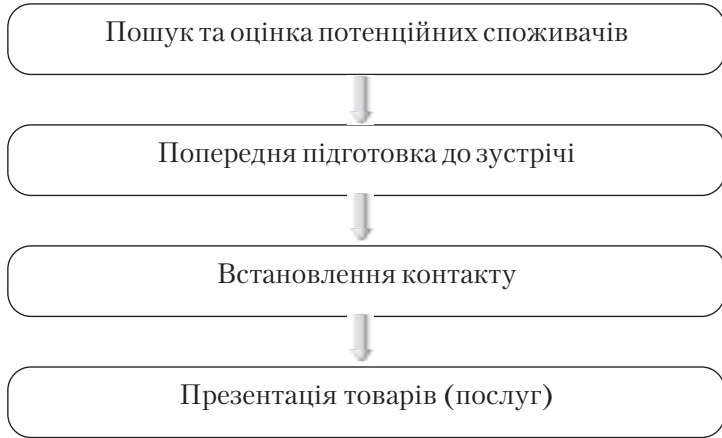 Пошук та оцінка потенційних споживачів
Попередня підготовка до зустрічі
Встановлення контакту
Презентація товарів (послуг)